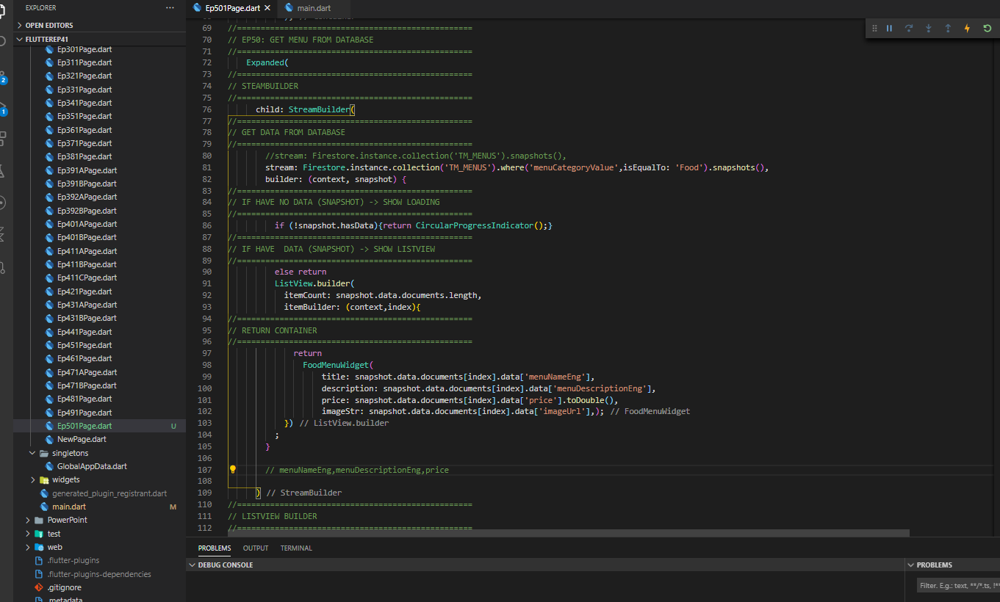 EXPLORER
···
OPEN EDITORS
FLUTTEREP41
Ep301Page.dart
Ep311Page.dart
Ep321Page.dart
Ep331Page.dart
Ep341Page.dart
Ep351Page.dart
Ep361Page.dart
Ep371Page.dart
Ep381Page.dart
Ep391APage.dart
Ep391BPage.dart
Ep392APage.dart
Ep392BPage.dart
Ep401APage.dart
Ep401BPage.dart
Ep411APage.dart
Ep411BPage.dart
Ep411CPage.dart
Ep421Page.dart
Ep431APage.dart
Ep431BPage.dart
Ep441Page.dart
Ep451Page.dart
Ep461Page.dart
Ep471APage.dart
Ep471BPage.dart
Ep481Page.dart
Ep491Page.dart
Ep501Page.dart U
NewPage.dart
singletons
GlobalAppData.dart
widgets
generated_plugin_registrant.dart
main.dart M
PowerPoint
test
web
.flutter-plugins
.flutter-plugins-dependencies
.gitignore
.metadata
2
1
Ep501Page.dart
main.dart
69 //==================================================
70 // EP50: GET MENU FROM DATABASE
71 //==================================================
72 Expanded(
73 //==================================================
74 // STEAMBUILDER
75 //==================================================
76 child: StreamBuilder(
77 //==================================================
78 // GET DATA FROM DATABASE
79 //==================================================
80 //stream: Firestore.instance.collection('TM_MENUS').snapshots(),
81 stream: Firestore.instance.collection('TM_MENUS').where('menuCategoryValue',isEqualTo: 'Food').snapshots(),
82 builder: (context, snapshot) {
83 //==================================================
84 // IF HAVE NO DATA (SNAPSHOT) -> SHOW LOADING
85 //==================================================
86 if (!snapshot.hasData){return CircularProgressIndicator();}
87 //==================================================
88 // IF HAVE  DATA (SNAPSHOT) -> SHOW LISTVIEW
89 //==================================================
90 else return
91 ListView.builder(
92 itemCount: snapshot.data.documents.length,
93 itemBuilder: (context,index){
94 //==================================================
95 // RETURN CONTAINER
96 //==================================================
97 return
98 FoodMenuWidget(
99 title: snapshot.data.documents[index].data['menuNameEng'],
100 description: snapshot.data.documents[index].data['menuDescriptionEng'],
101 price: snapshot.data.documents[index].data['price'].toDouble(),
102 imageStr: snapshot.data.documents[index].data['imageUrl'],); // FoodMenuWidget
103 }) // ListView.builder
104 ;
105 }
106
107 // menuNameEng,menuDescriptionEng,price
108
109 ) // StreamBuilder
110 //==================================================
111 // LISTVIEW BUILDER
112 //==================================================
PROBLEMS OUTPUT TERMINAL
DEBUG CONSOLE
PROBLEMS
Filter. E.g.: text, **/*.ts, !**